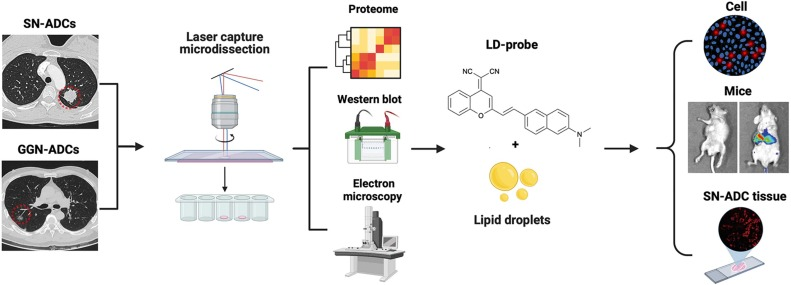 SN-ADCs
GGN-ADCs
Laser capture
microdissection
Proteome
Western blot
Electron
microscopy
LD-probe
NC
CN
O
N
+
Lipid droplets
Cell
Mice
SN-ADC tissue